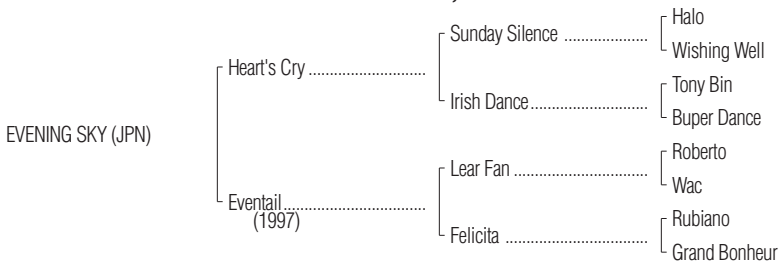 Halo
Sunday Silence ....................
Wishing Well
Heart's Cry ............................
Tony Bin
Irish Dance............................
Buper Dance
EVENING SKY (JPN)
Roberto
Lear Fan ................................
Wac
Eventail..................................
(1997)
Rubiano
Felicita ..................................
Grand Bonheur